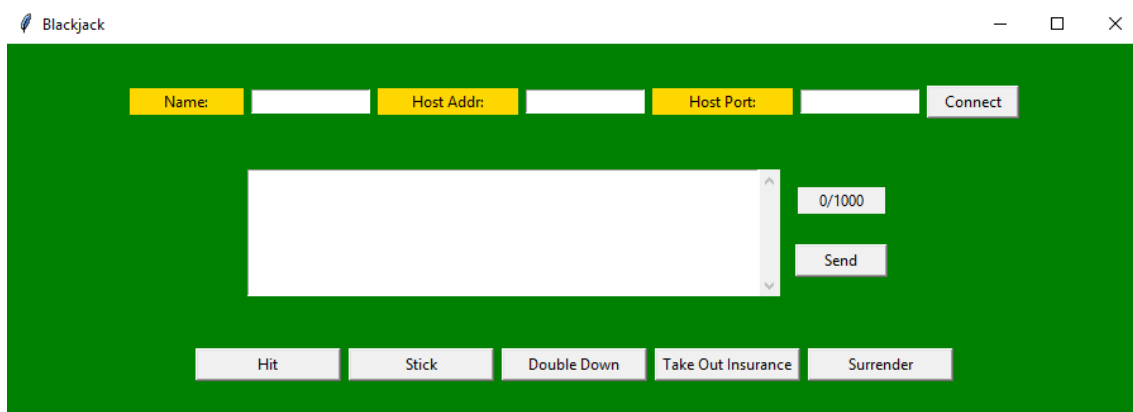 Blackjack
Name: Host Addr: Host Port: Connect
0/1000
Send
Hit Stick Double Down Take Out Insurance Surrender